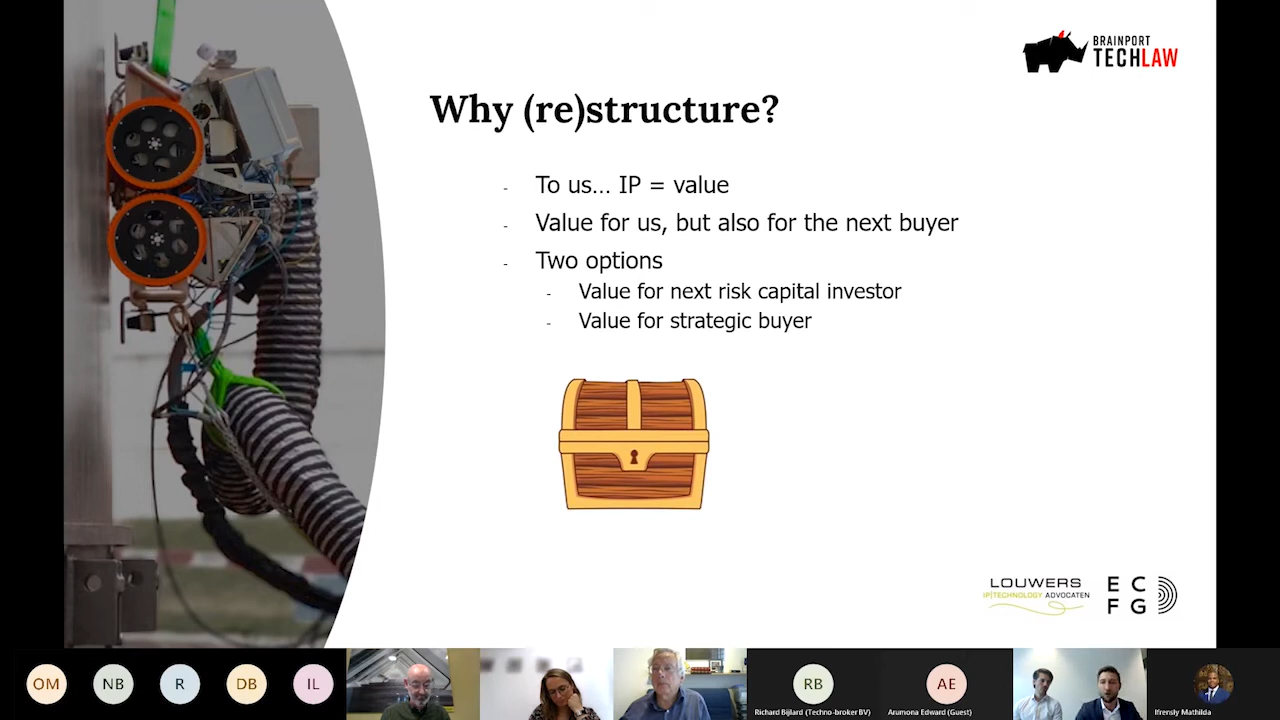 BRAINPORT
TECHLAW
Why (re)structure?
- To us... IP = value
- Value for us, but also for the next buyer
- Two options
- Value for next risk capital investor
- Value for strategic buyer
LOUWERS
IP|TECHNOLOGY ADVOCATEN
E C
F G
OM NB R DB IL RB AE
Richard Bijlard (Techno-broker BV) Arumona Edward (Guest) Ifrensly Mathilda